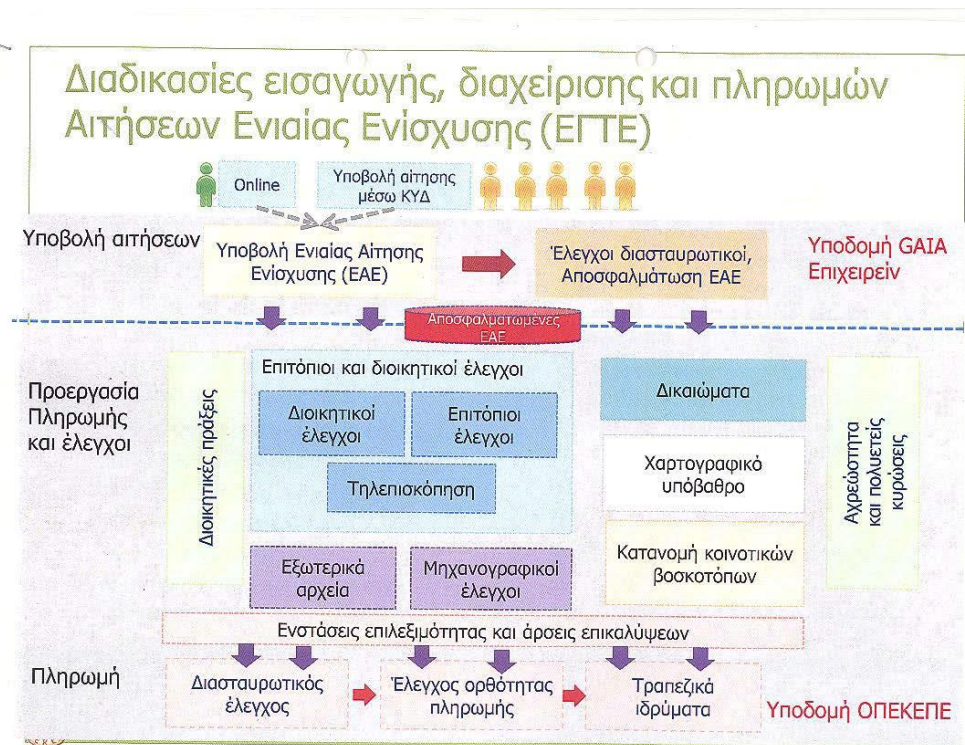 Διαδικασίες εισαγωγής, διαχείρισης και πληρωμών
Αιτήσεων Ενιαίας Ενίσχυσης (ΕΓΤΕ)
Online
Υποβολή αίτησης
μέσω ΚΥΔ
Υποβολή αιτήσεων
Υποβολή Ενιαίας Αίτησης
Ενίσχυσης (ΕΑΕ)
Έλεγχοι διασταυρωτικοί,
Αποσφαλμάτωση ΕΑΕ
Υποδομή GAIA
Επιχειρείν
Αποσφαλματωμένες
ΕΑΕ
Προεργασία
Πληρωμής
και έλεγχοι
Διοικητικές πράξεις
Επιτόπιοι και διοικητικοί έλεγχοι
Διοικητικοί
έλεγχοι
Επιτόπιοι
έλεγχοι
Τηλεπισκόπηση
Εξωτερικά
αρχεία
Μηχανογραφικοί
έλεγχοι
Δικαιώματα
Χαρτογραφικό
υπόβαθρο
Κατανομή κοινοτικών
βοσκοτόπων
Αχρεώστητα
και πολυετείς
κυρώσεις
Ενστάσεις επιλεξιμότητας και άρσεις επικαλύψεων
Πληρωμή
Διασταυρωτικός
έλεγχος
Έλεγχος ορθότητας
πληρωμής
Τραπεζικά
ιδρύματα
Υποδομή ΟΠΕΚΕΠΕ